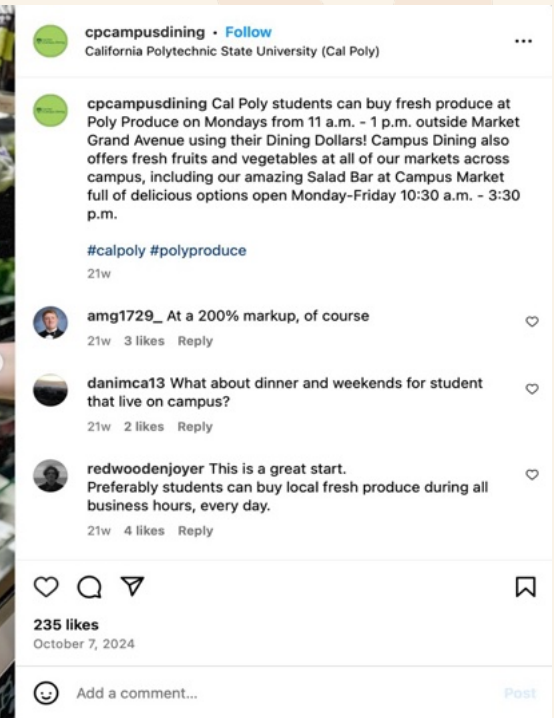 cpcampusdining • Follow
California Polytechnic State University (Cal Poly)
cpcampusdining Cal Poly students can buy fresh produce at
Poly Produce on Mondays from 11 a.m. - 1 p.m. outside Market
Grand Avenue using their Dining Dollars! Campus Dining also
offers fresh fruits and vegetables at all of our markets across
campus, including our amazing Salad Bar at Campus Market
full of delicious options open Monday-Friday 10:30 a.m. - 3:30
p.m.
#calpoly #polyproduce
21w
amg1729_ At a 200% markup, of course
21w 3 likes Reply
danimca13 What about dinner and weekends for student
that live on campus?
21w 2 likes Reply
redwoodenjoyer This is a great start.
Preferably students can buy local fresh produce during all
business hours, every day.
21w 4 likes Reply
235 likes
October 7, 2024
Add a comment...
Post